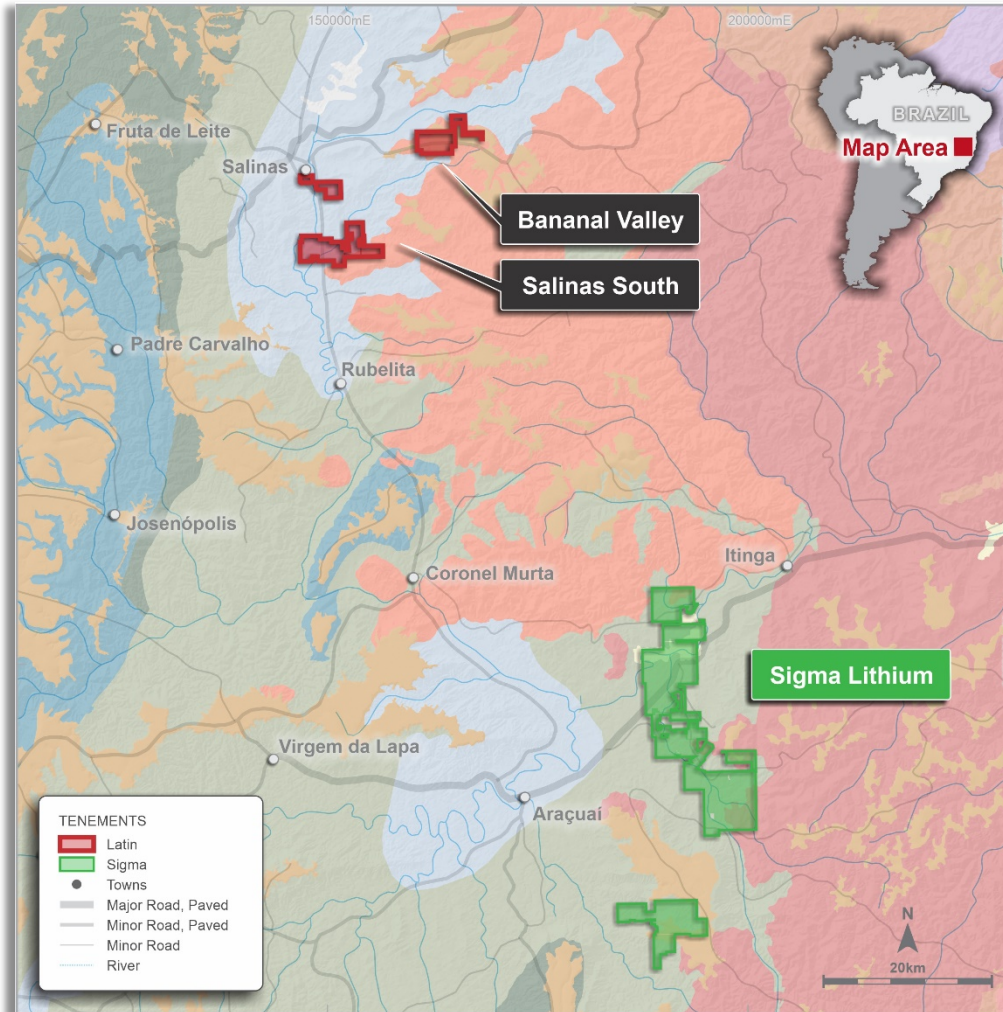 150000mE
200000mE
BRAZIL
Map Area
Fruta de Leite
Salinas
Bananal Valley
Salinas South
Padre Carvalho
Rubelita
Josenópolis
Coronel Murta
Itinga
Sigma Lithium
Virgem da Lapa
Araçuaí
TENEMENTS
Latin
Sigma
Towns
Major Road, Paved
Minor Road, Paved
Minor Road
River
N
20km